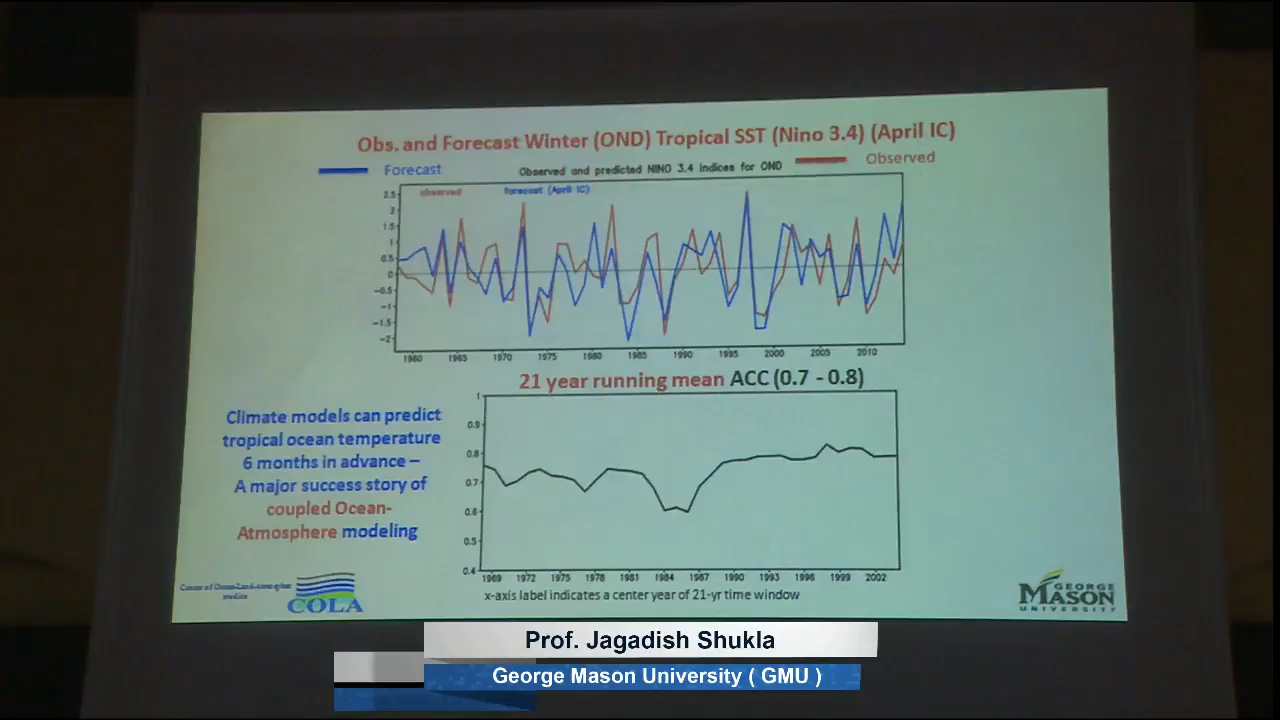 Obs. and Forecast Winter (OND) Tropical SST (Nino 3.4) (April IC)
Forecast
Observed and predicted NINO 3.4 indices for OND
Observed
observed
forecast (April IC)
2.5
2
1.5
1
0.5
0
-0.5
-1
-1.5
-2
1960 1965 1970 1975 1980 1985 1990 1995 2000 2005 2010
21 year running mean ACC (0.7 - 0.8)
1
0.9
0.8
0.7
0.6
0.5
0.4
1969 1972 1975 1978 1981 1984 1987 1990 1993 1996 1999 2002
x-axis label indicates a center year of 21-yr time window
Climate models can predict
tropical ocean temperature
6 months in advance –
A major success story of
coupled Ocean-
Atmosphere modeling
COLA
GEORGE
MASON
UNIVERSITY
Prof. Jagadish Shukla
George Mason University ( GMU )